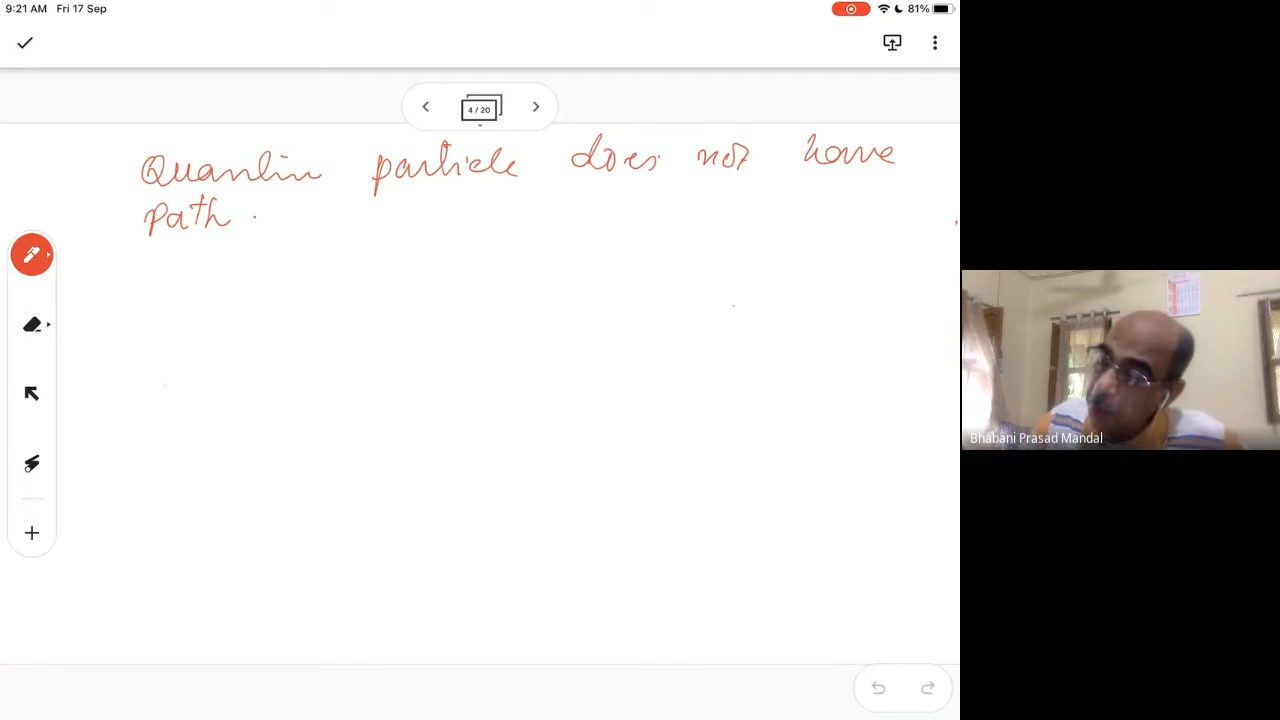 9:21 AM Fri 17 Sep
81%
4 / 20
Quantum particle does not have
path.
Bhabani Prasad Mandal